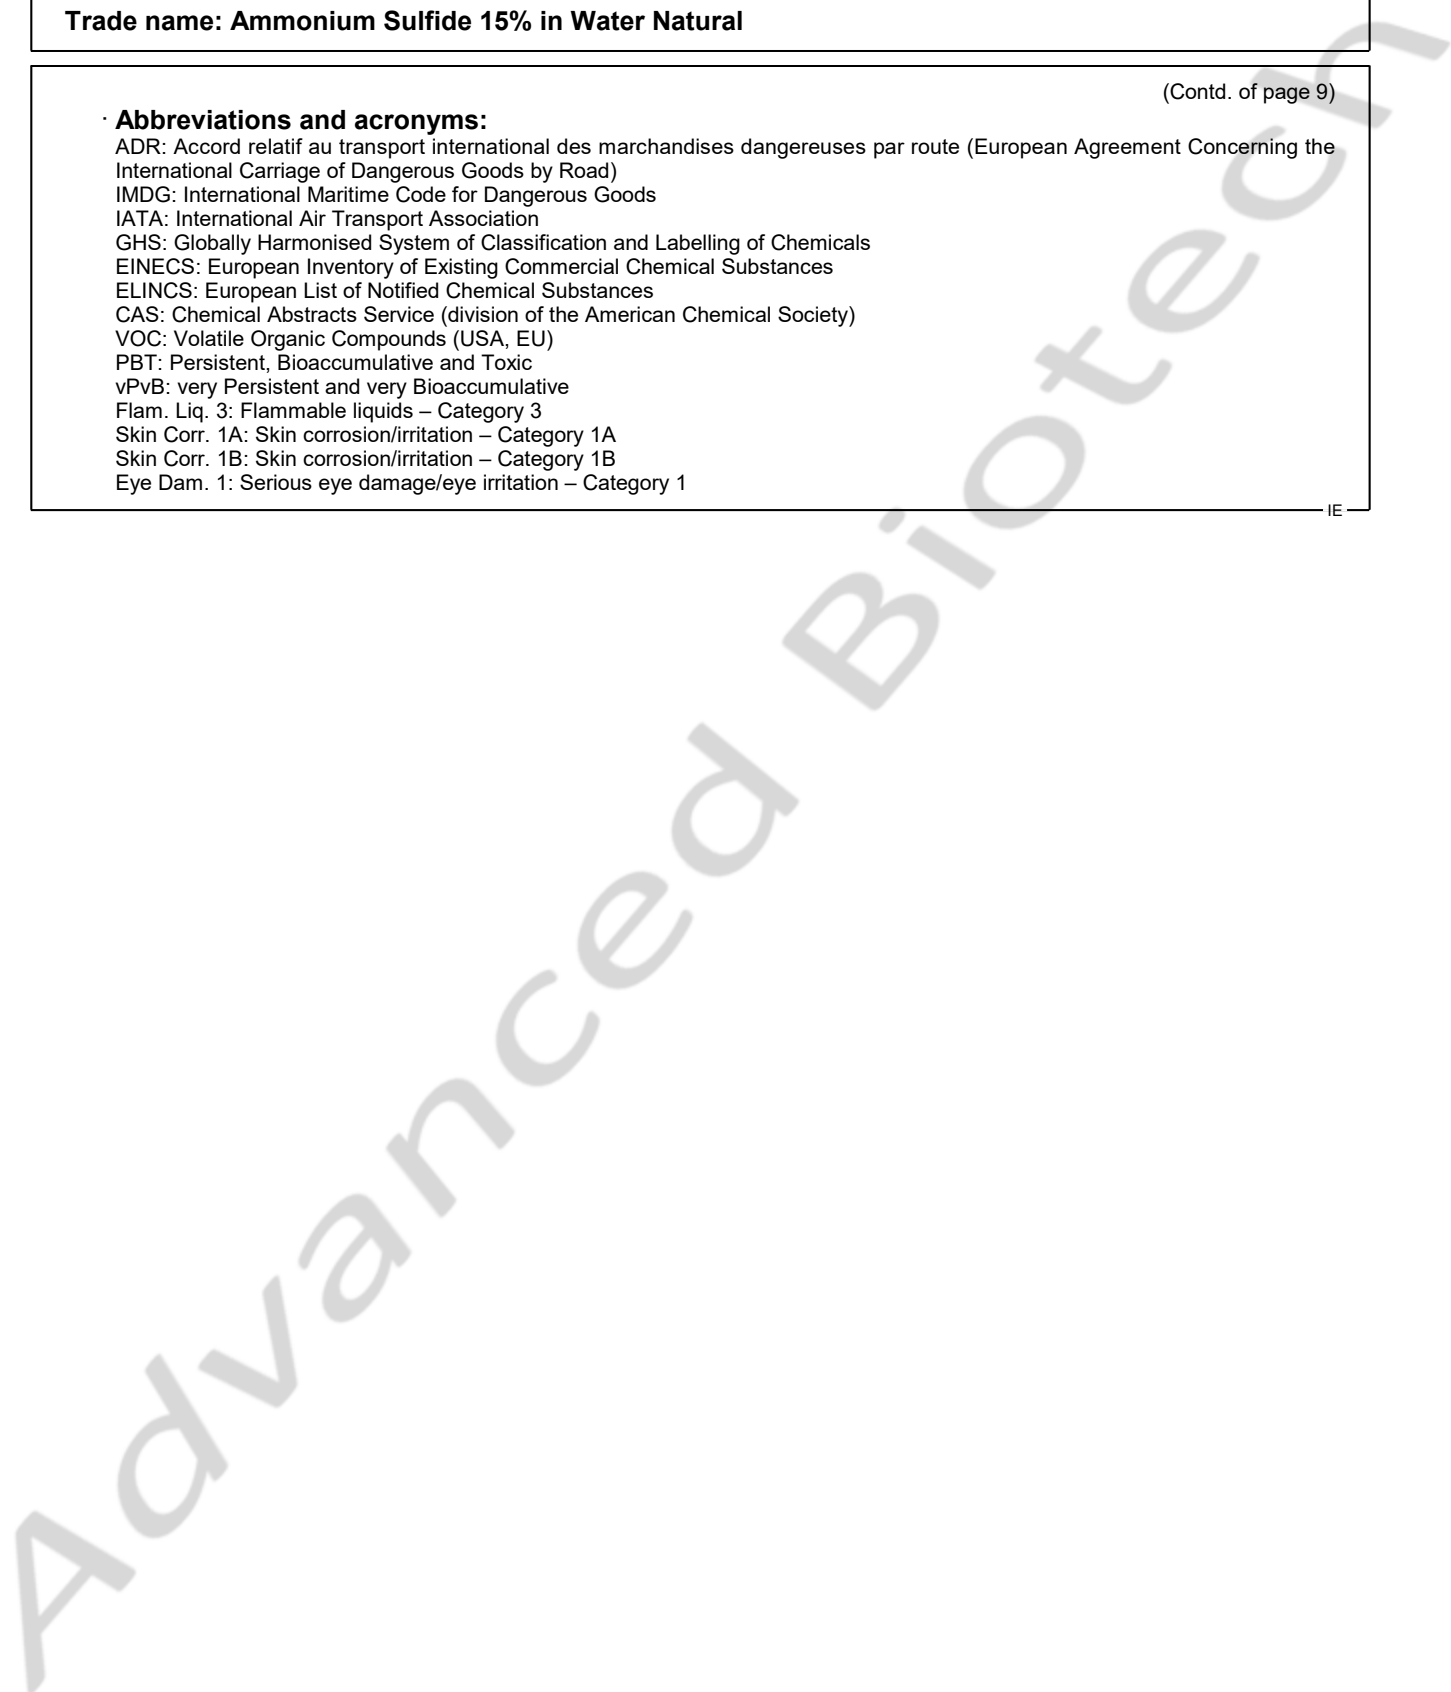 Trade name: Ammonium Sulfide 15% in Water Natural
(Contd. of page 9)
· Abbreviations and acronyms:
ADR: Accord relatif au transport international des marchandises dangereuses par route (European Agreement Concerning the
International Carriage of Dangerous Goods by Road)
IMDG: International Maritime Code for Dangerous Goods
IATA: International Air Transport Association
GHS: Globally Harmonised System of Classification and Labelling of Chemicals
EINECS: European Inventory of Existing Commercial Chemical Substances
ELINCS: European List of Notified Chemical Substances
CAS: Chemical Abstracts Service (division of the American Chemical Society)
VOC: Volatile Organic Compounds (USA, EU)
PBT: Persistent, Bioaccumulative and Toxic
vPvB: very Persistent and very Bioaccumulative
Flam. Liq. 3: Flammable liquids – Category 3
Skin Corr. 1A: Skin corrosion/irritation – Category 1A
Skin Corr. 1B: Skin corrosion/irritation – Category 1B
Eye Dam. 1: Serious eye damage/eye irritation – Category 1
IE
Advanced Biotech